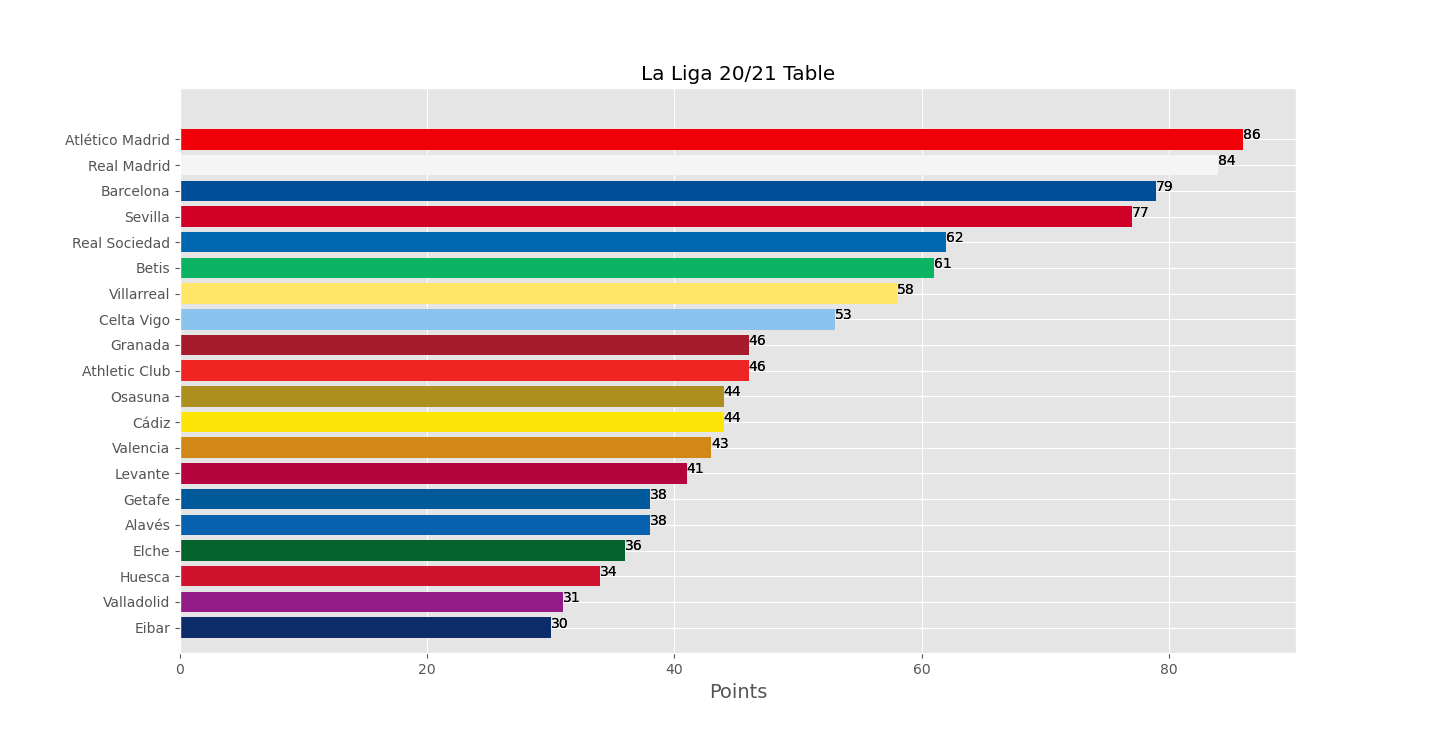 La Liga 20/21 Table
Atlético Madrid 86
Real Madrid 84
Barcelona 79
Sevilla 77
Real Sociedad 62
Betis 61
Villarreal 58
Celta Vigo 53
Granada 46
Athletic Club 46
Osasuna 44
Cádiz 44
Valencia 43
Levante 41
Getafe 38
Alavés 38
Elche 36
Huesca 34
Valladolid 31
Eibar 30
0 20 40 60 80
Points